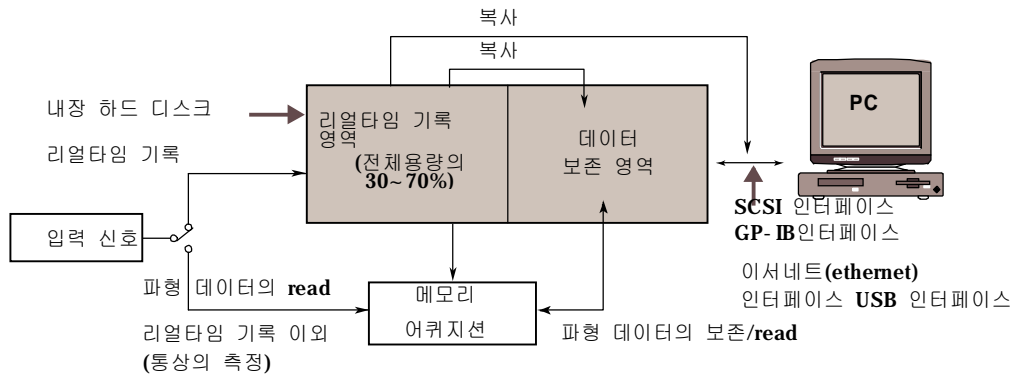 복사
복사
내장 하드 디스크
리얼타임 기록
리얼타임 기록
영역
(전체용량의
30~70%)
데이터
보존 영역
PC
SCSI 인터페이스
GP-IB인터페이스
이서네트(ethernet)
인터페이스 USB 인터페이스
입력 신호
파형 데이터의 read
리얼타임 기록 이외
(통상의 측정)
메모리
어퀴지션
파형 데이터의 보존/read